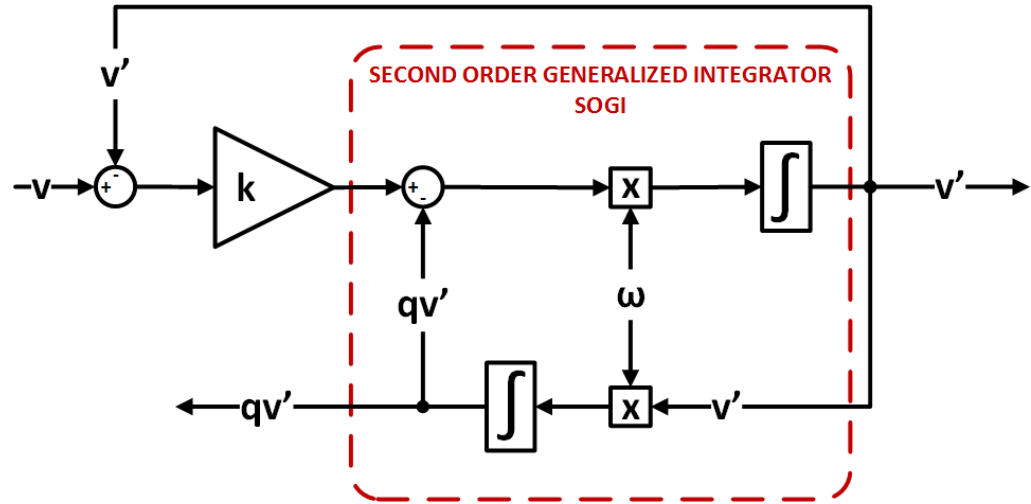 v’
SECOND ORDER GENERALIZED INTEGRATOR
SOGI
v
+
-
k
+
-
x
∫
v’
qv’
ω
qv’
∫
x
v’